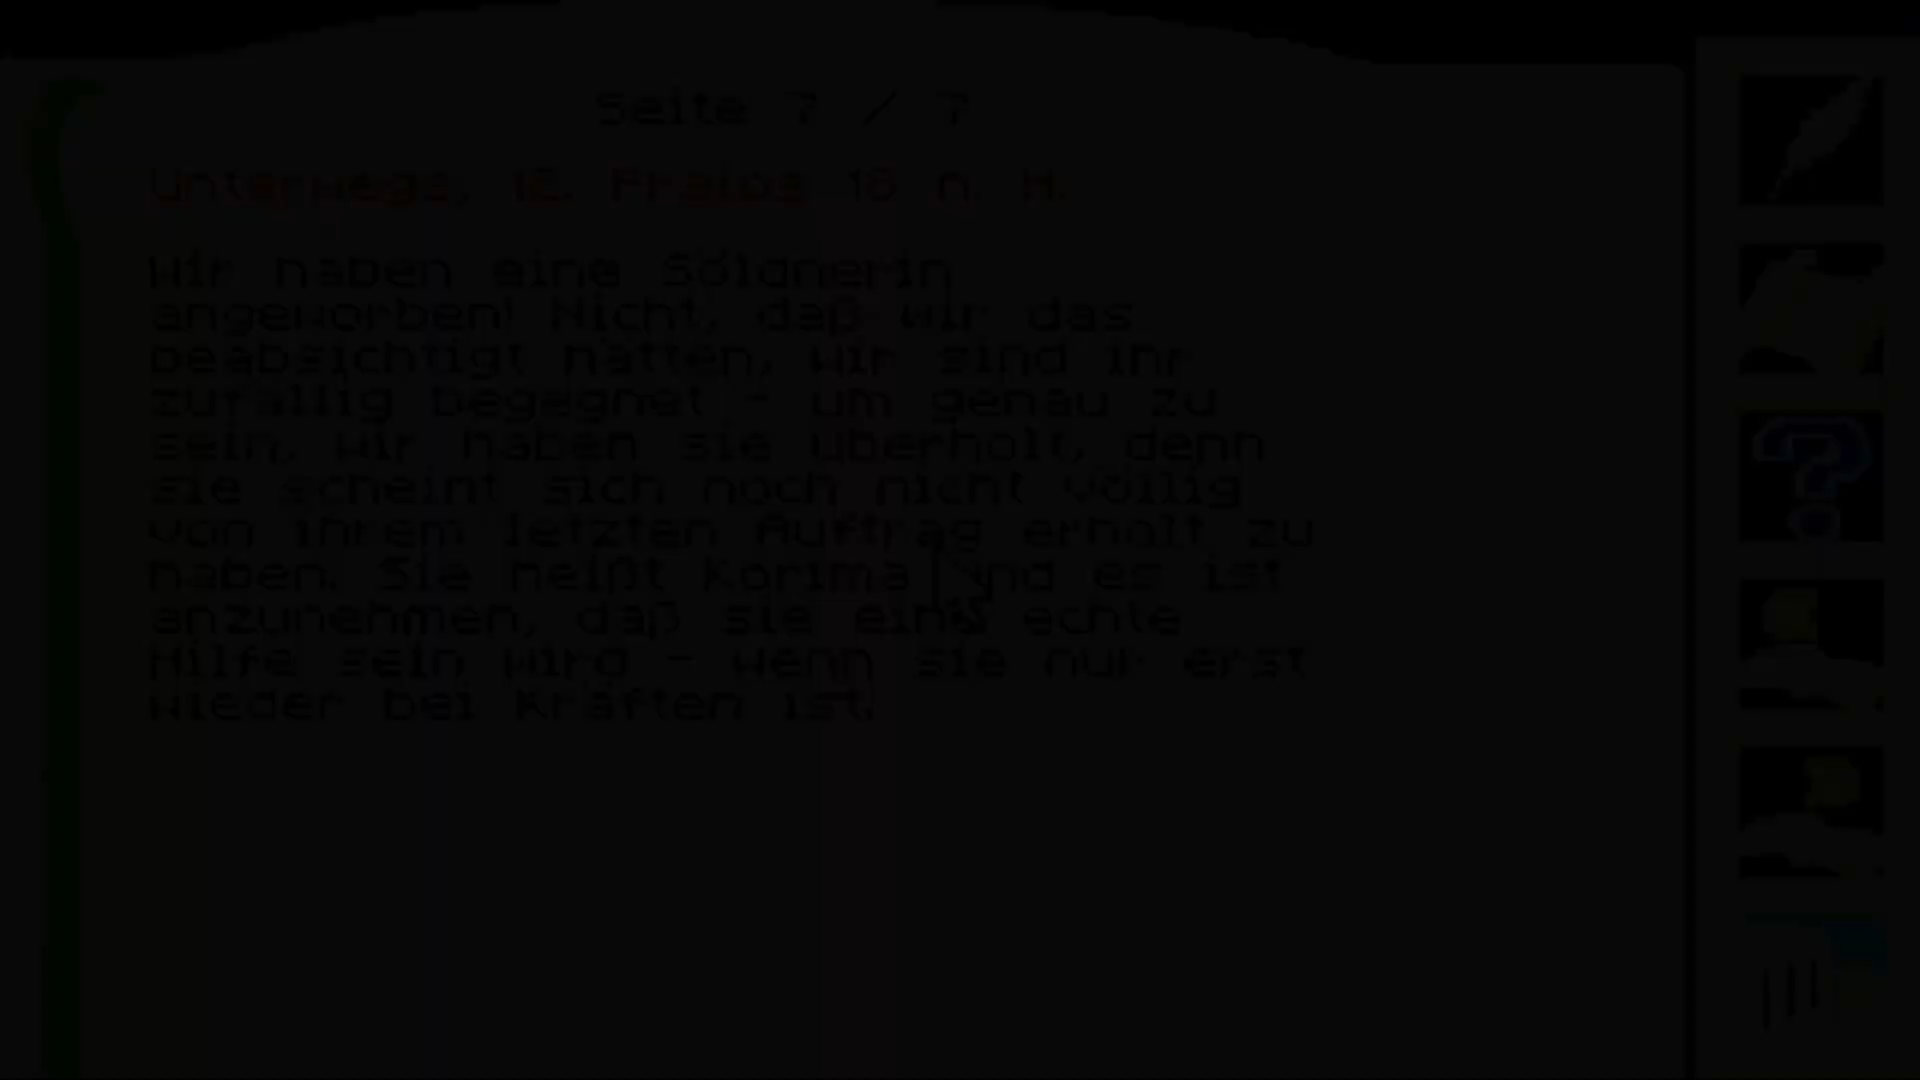 Seite 7 / 7
Unterwegs, 12. Praios 16 n. H.
Wir haben eine Söldnerin
angeworben! Nicht, daß wir das
beabsichtigt hätten, wir sind ihr
zufällig begegnet - um genau zu
sein, wir haben sie überholt, denn
sie scheint sich noch nicht völlig
von ihrem letzten Auftrag erholt zu
haben. Sie heißt Korima und es ist
anzunehmen, daß sie eine echte
Hilfe sein wird - wenn sie nur erst
wieder bei Kräften ist.